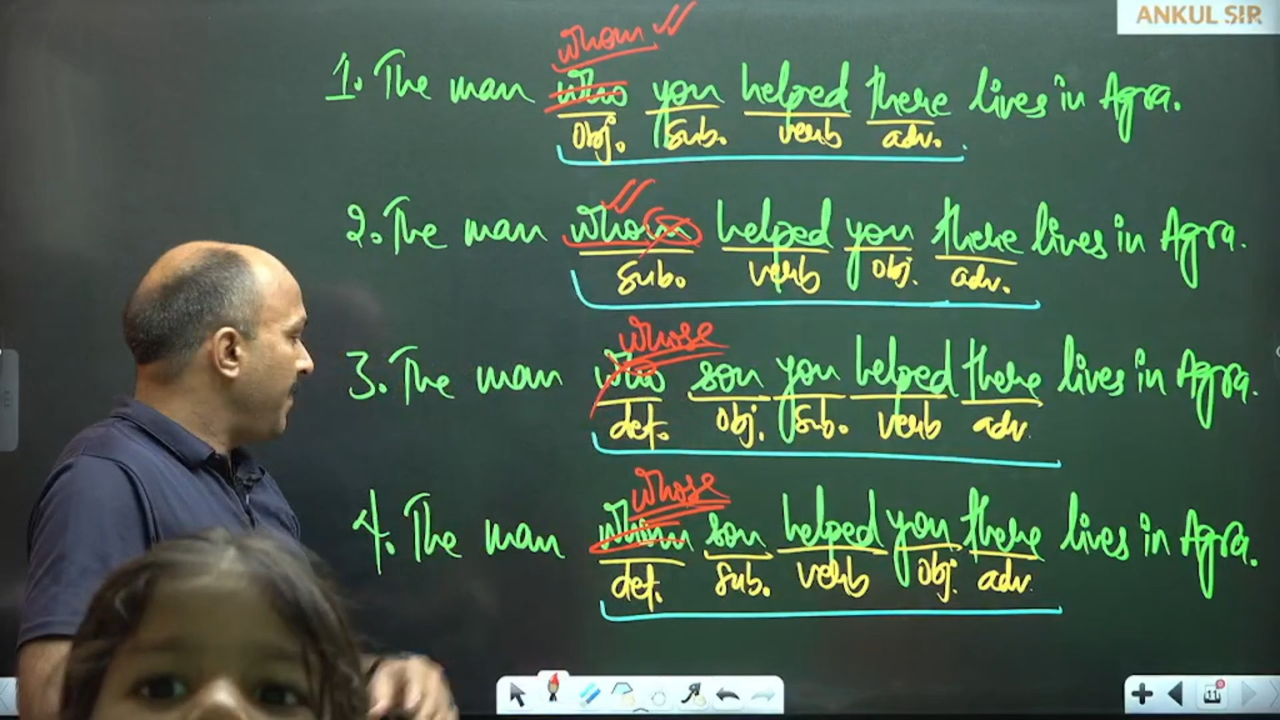 ANKUL SIR
whom
1. The man who you helped there lives in Agra.
obj. sub. verb adv.
2. The man whom helped you there lives in Agra.
sub. verb obj. adv.
whose
3. The man who son you helped there lives in Agra.
det. obj. sub. verb adv.
whose
4. The man whom son helped you there lives in Agra.
det. sub. verb obj. adv.
11